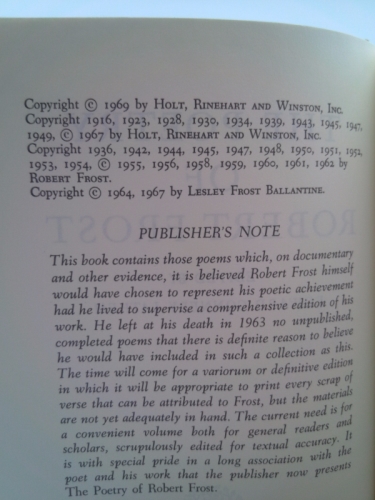 Copyright © 1969 by Holt, Rinehart and Winston, Inc.
Copyright 1916, 1923, 1928, 1930, 1934, 1939, 1943, 1945, 1947,
1949, © 1967 by Holt, Rinehart and Winston, Inc.
Copyright 1936, 1942, 1944, 1945, 1947, 1948, 1950, 1951, 1952,
1953, 1954, © 1955, 1956, 1958, 1959, 1960, 1961, 1962 by
Robert Frost.
Copyright © 1964, 1967 by Lesley Frost Ballantine.
PUBLISHER'S NOTE
This book contains those poems which, on documentary
and other evidence, it is believed Robert Frost himself
would have chosen to represent his poetic achievement
had he lived to supervise a comprehensive edition of his
work. He left at his death in 1963 no unpublished,
completed poems that there is definite reason to believe
he would have included in such a collection as this.
The time will come for a variorum or definitive edition
in which it will be appropriate to print every scrap of
verse that can be attributed to Frost, but the materials
are not yet adequately in hand. The current need is for
a convenient volume both for general readers and
scholars, scrupulously edited for textual accuracy. It
is with special pride in a long association with the
poet and his work that the publisher now presents
The Poetry of Robert Frost.